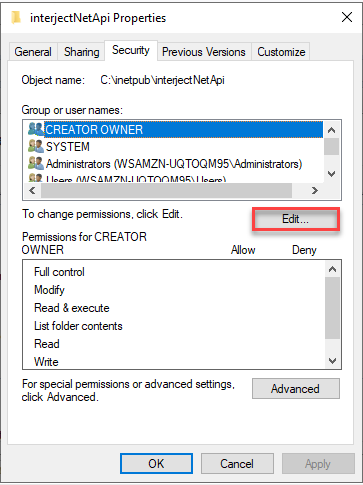 interjectNetApi Properties
General Sharing Security Previous Versions Customize
Object name: C:\inetpub\interjectNetApi
Group or user names:
CREATOR OWNER
SYSTEM
Administrators (WSAMZN-UQTOQM95\Administrators)
Users (WSAMZN-UQTOQM95\Users)
To change permissions, click Edit.
Edit...
Permissions for CREATOR
OWNER Allow Deny
Full control
Modify
Read & execute
List folder contents
Read
Write
For special permissions or advanced settings,
click Advanced.
Advanced
OK Cancel Apply